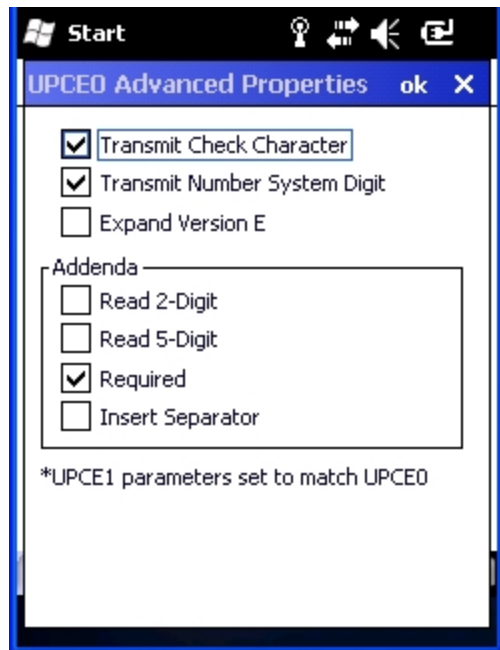 Start
UPCE0 Advanced Properties ok X
Transmit Check Character
Transmit Number System Digit
Expand Version E
Addenda
Read 2-Digit
Read 5-Digit
Required
Insert Separator
*UPCE1 parameters set to match UPCE0